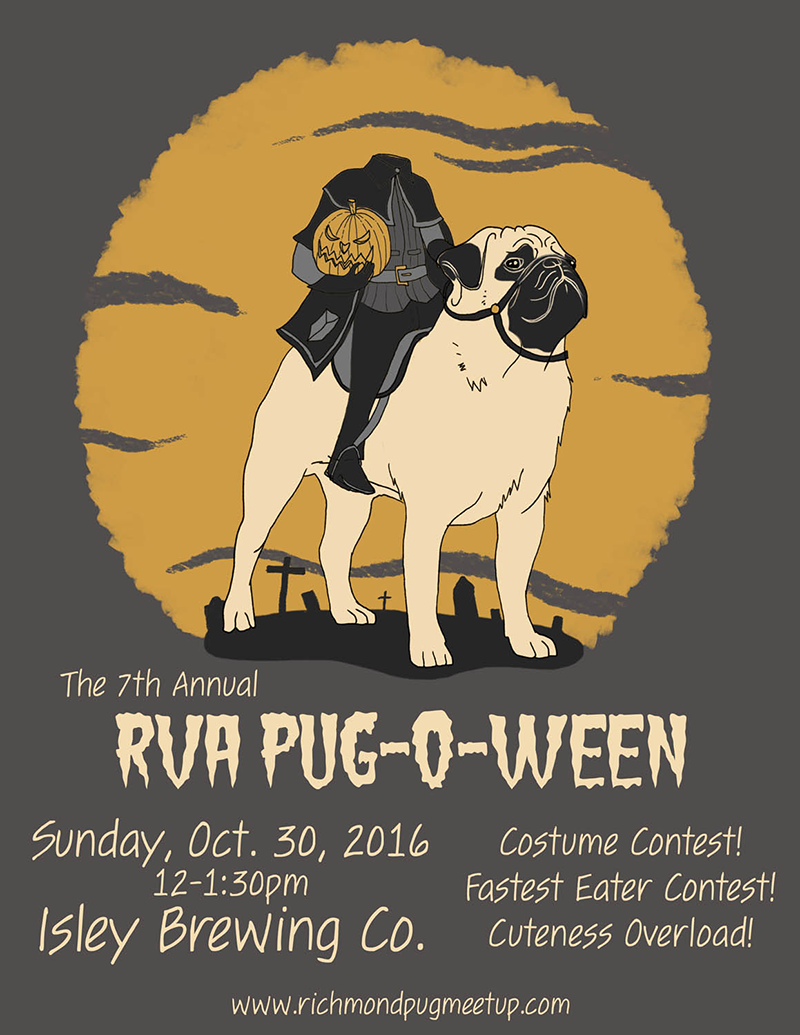 The 7th Annual
RVA PUG-O-WEEN
Sunday, Oct. 30, 2016
12-1:30pm
Isley Brewing Co.
Costume Contest!
Fastest Eater Contest!
Cuteness Overload!
www.richmondpugmeetup.com